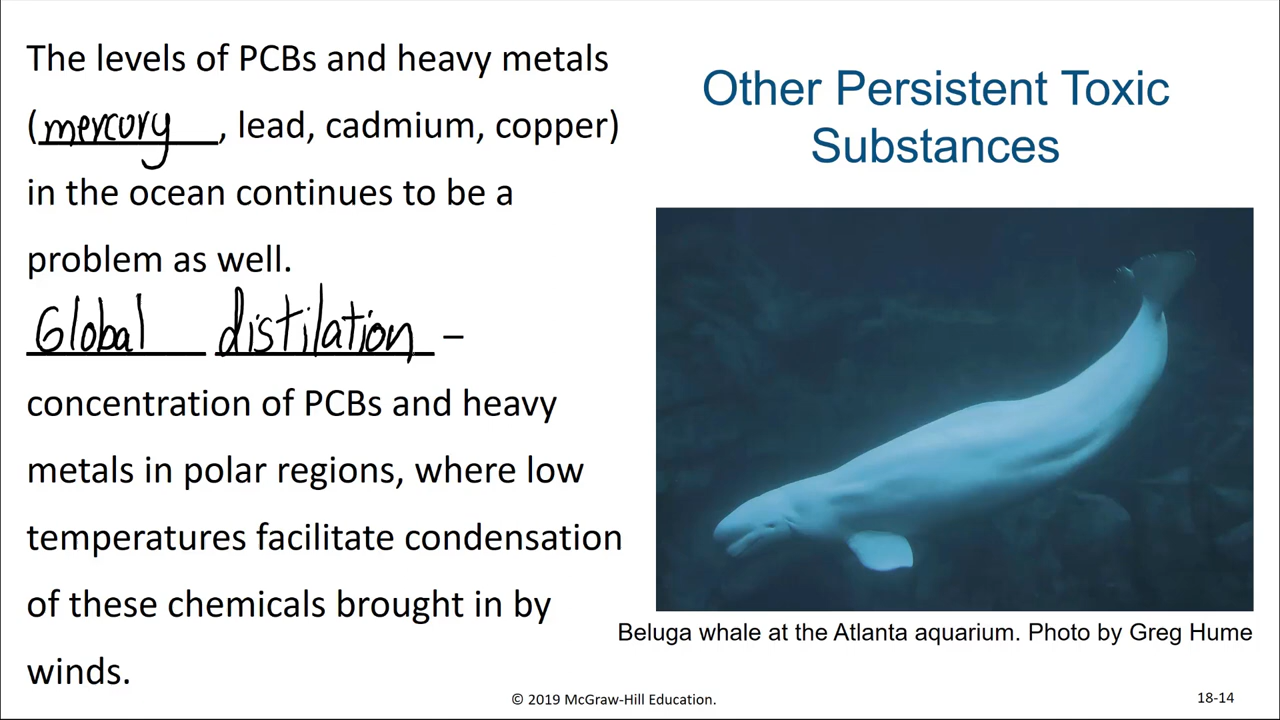 The levels of PCBs and heavy metals
(mercury, lead, cadmium, copper)
in the ocean continues to be a
problem as well.
Global distilation –
concentration of PCBs and heavy
metals in polar regions, where low
temperatures facilitate condensation
of these chemicals brought in by
winds.
Other Persistent Toxic
Substances
Beluga whale at the Atlanta aquarium. Photo by Greg Hume
© 2019 McGraw-Hill Education.
18-14